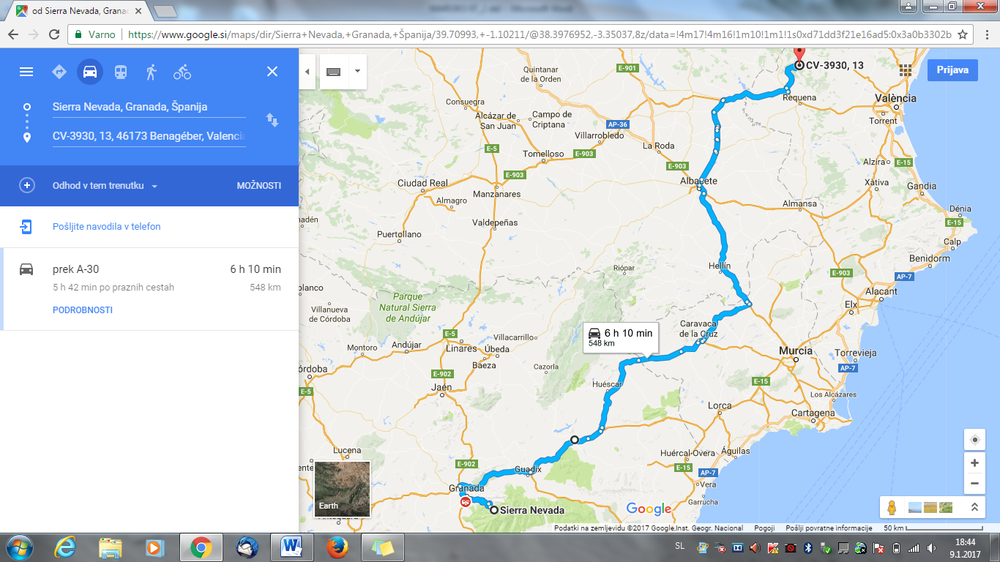 od Sierra Nevada, Granad
Varno
https://www.google.si/maps/dir/Sierra+Nevada,+Granada,+Španija/39.70993,+-1.10211/@38.3976952,-3.35037,8z/data=!4m17!4m16!1m10!1m1!1s0xd71dd3f21e16ad5:0x3a0b3302b
Sierra Nevada, Granada, Španija
CV-3930, 13, 46173 Benagéber, Valencia
Odhod v tem trenutku
MOŽNOSTI
Pošljite navodila v telefon
prek A-30
6 h 10 min
5 h 42 min po praznih cestah
548 km
PODROBNOSTI
Prijava
CV-3930, 13
E-901
Quintanar
de la Orden
Requena
València
Torrent
Consuegra
Alcázar de
San Juan
Campo de
Criptana
AP-36
Villarrobledo
La Roda
E-5
Tomelloso
E-903
Alzira
E-15
E-903
E-903
Albacete
Xàtiva
Gandia
Ciudad Real
Manzanares
Almagro
Almansa
Dénia
E-15
Valdepeñas
Calp
Puertollano
Benidorm
Hellín
Riópar
E-903
AP-7
Alacant
Elx
Parque
Natural Sierra
de Andújar
Villanueva
de Córdoba
Caravaca
de la Cruz
6 h 10 min
548 km
E-5
Villacarrillo
Andújar
Linares
Úbeda
Montoro
Baeza
Cazorla
Murcia
Torrevieja
AP-7
E-902
Huéscar
E-15
Jaén
E-5
Los Alcázares
Lorca
Cartagena
Lucena
Huércal-Overa
Águilas
E-902
Guadix
E-15
AP-7
Vera
Granada
Garrucha
Sierra Nevada
Earth
Google
Podatki na zemljevidu ©2017 Google,Inst. Geogr. Nacional
Pogoji
Pošlji povratne informacije
50 km
SL
18:44
9.1.2017